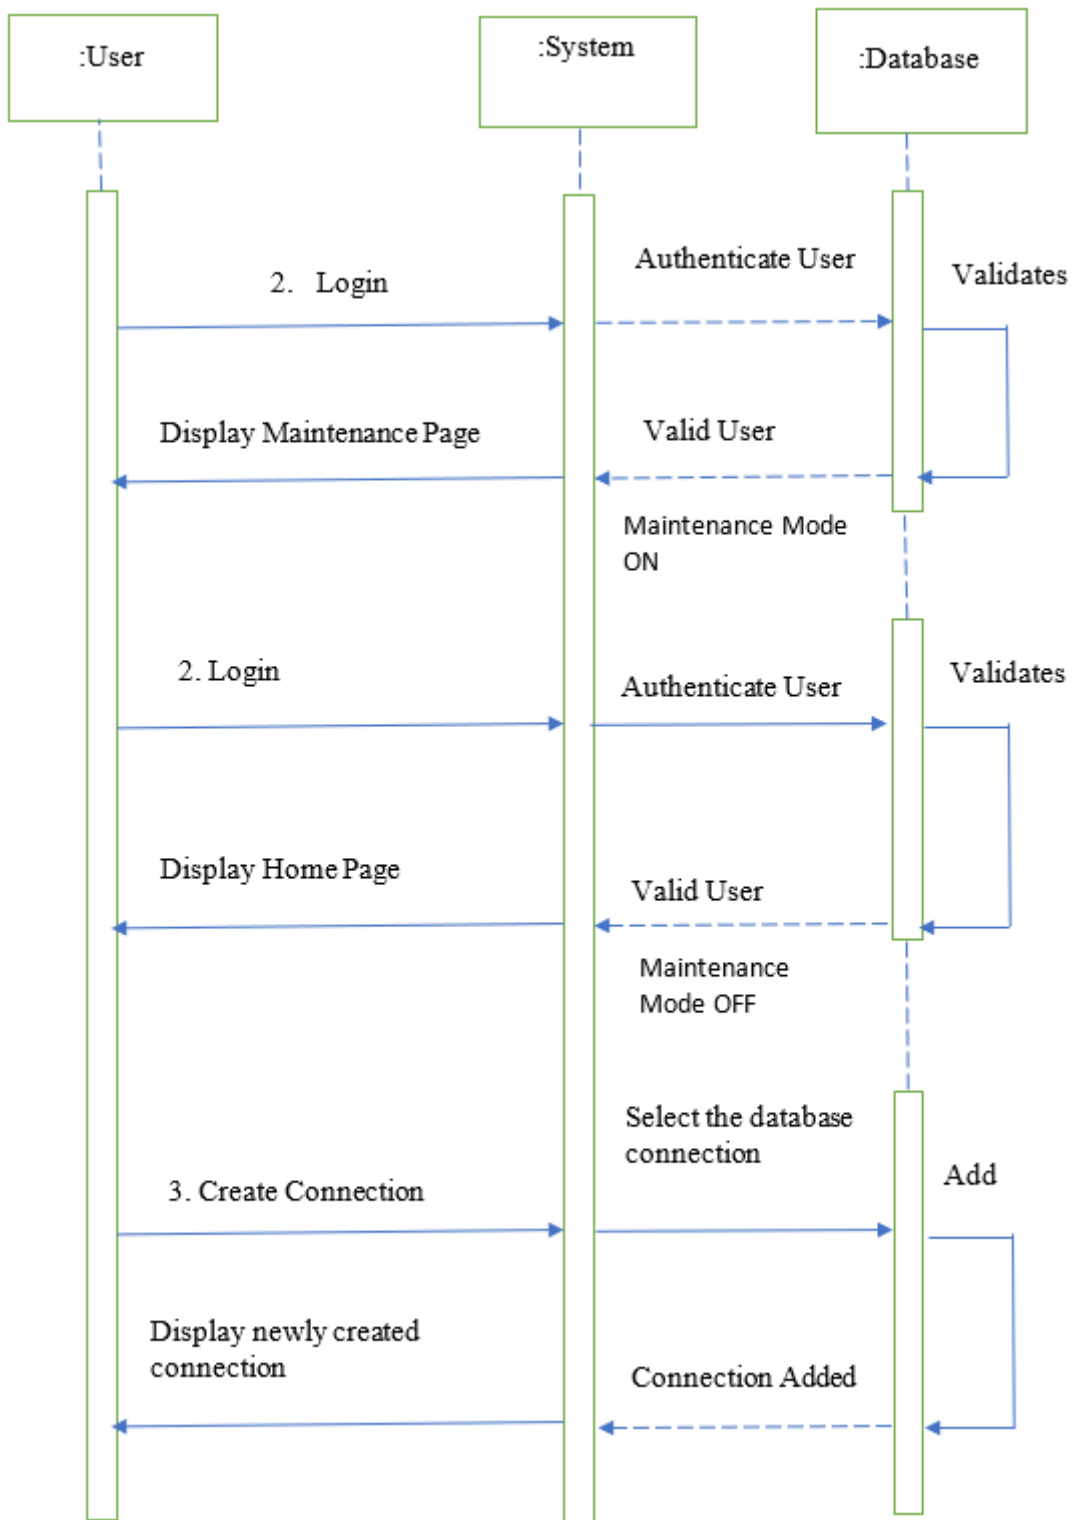 :User
:System
:Database
2. Login
Authenticate User
Validates
Display Maintenance Page
Valid User
Maintenance Mode
ON
2. Login
Authenticate User
Validates
Display Home Page
Valid User
Maintenance
Mode OFF
Select the database
connection
3. Create Connection
Add
Display newly created
connection
Connection Added